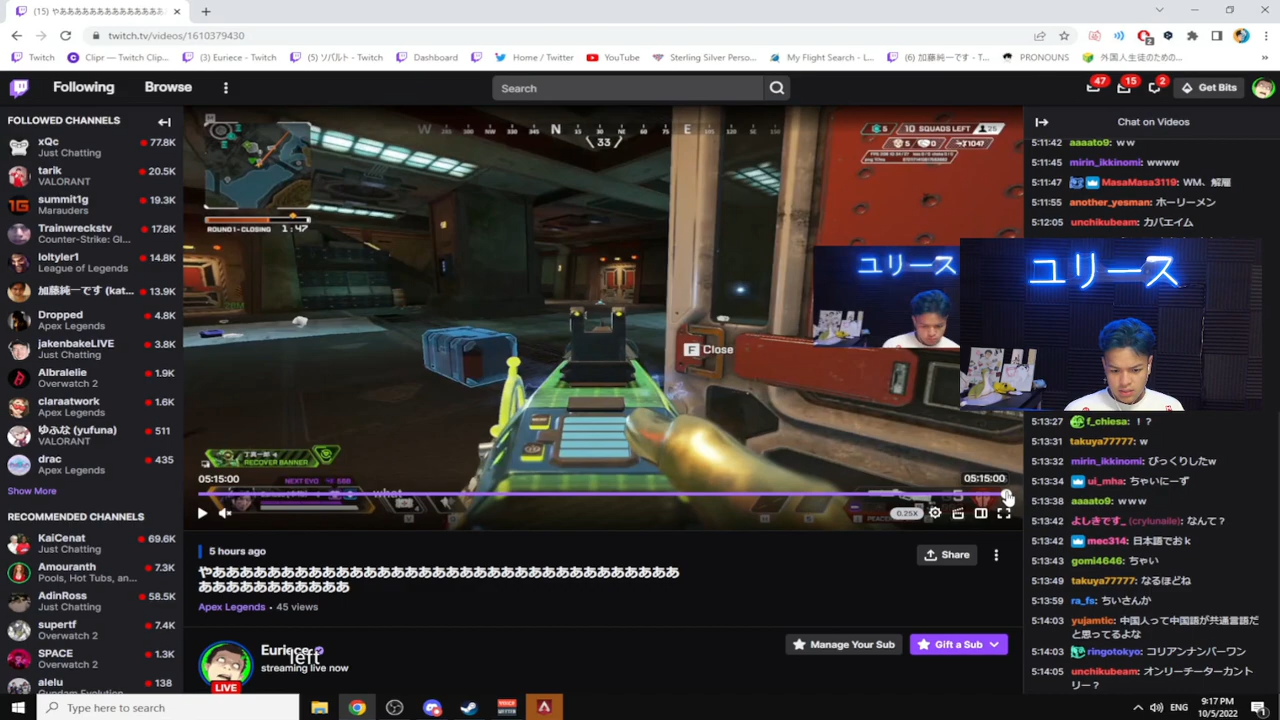 (15) やああああああああああああ
twitch.tv/videos/1610379430
Twitch
Clipr — Twitch Clip...
(3) Euriece - Twitch
(5) ソバルト - Twitch
Dashboard
Home / Twitter
YouTube
Sterling Silver Perso...
My Flight Search - L...
(6) 加藤純一です - T...
PRONOUNS
外国人生徒のための...
Following
Browse
Search
47
15
2
Get Bits
FOLLOWED CHANNELS
xQc 77.8K
Just Chatting
tarik 20.5K
VALORANT
summit1g 19.3K
Marauders
Trainwreckstv 17.8K
Counter-Strike: Gl...
loltyler1 14.8K
League of Legends
加藤純一です (kat... 13.9K
Dropped 4.8K
Apex Legends
jakenbakeLIVE 3.8K
Just Chatting
Albralelie 1.9K
Overwatch 2
claraatwork 1.6K
Apex Legends
ゆふな (yufuna) 511
VALORANT
drac 435
Apex Legends
Show More
RECOMMENDED CHANNELS
KaiCenat 69.6K
Just Chatting
Amouranth 7.3K
Pools, Hot Tubs, an...
AdinRoss 58.5K
Just Chatting
supertf 7.4K
Overwatch 2
SPACE 1.3K
Overwatch 2
alelu 138
Gundam Evolution
W
N
E
33
5 10 SQUADS LEFT 25
5 0 1047
ROUND 1 - CLOSING 1:47
F Close
ユリース
ユリース
RECOVER BANNER
NEXT EVO 568
what
05:15:00
05:15:00
0.25X
5 hours ago
Share
やああああああああああああああああああああああああああああああああああ
あああああああああああ
Apex Legends • 45 views
Euriece
left
streaming live now
LIVE
Manage Your Sub
Gift a Sub
Chat on Videos
5:11:42 aaaato9: w w
5:11:45 mirin_ikkinomi: wwww
5:11:47 MasaMasa3119: WM、解雇
5:11:55 another_yesman: ホーリーメン
5:12:05 unchikubeam: カバエイム
5:13:27 f_chiesa: ！？
5:13:31 takuya77777: w
5:13:32 mirin_ikkinomi: びっくりしたw
5:13:34 ui_mha: ちゃいにーず
5:13:38 aaaato9: w w w
5:13:42 よしきです_ (crylunaile): なんて？
5:13:42 mec314: 日本語でおｋ
5:13:43 gomi4646: ちゃい
5:13:49 takuya77777: なるほどね
5:13:59 ra_fs: ちいさんか
5:14:03 yujamtic: 中国人って中国語が共通言語だ
と思ってるよな
5:14:03 ringotokyo: コリアンナンバーワン
5:14:05 unchikubeam: オンリーチーターカント
リー？
Type here to search
ENG
9:17 PM
10/5/2022